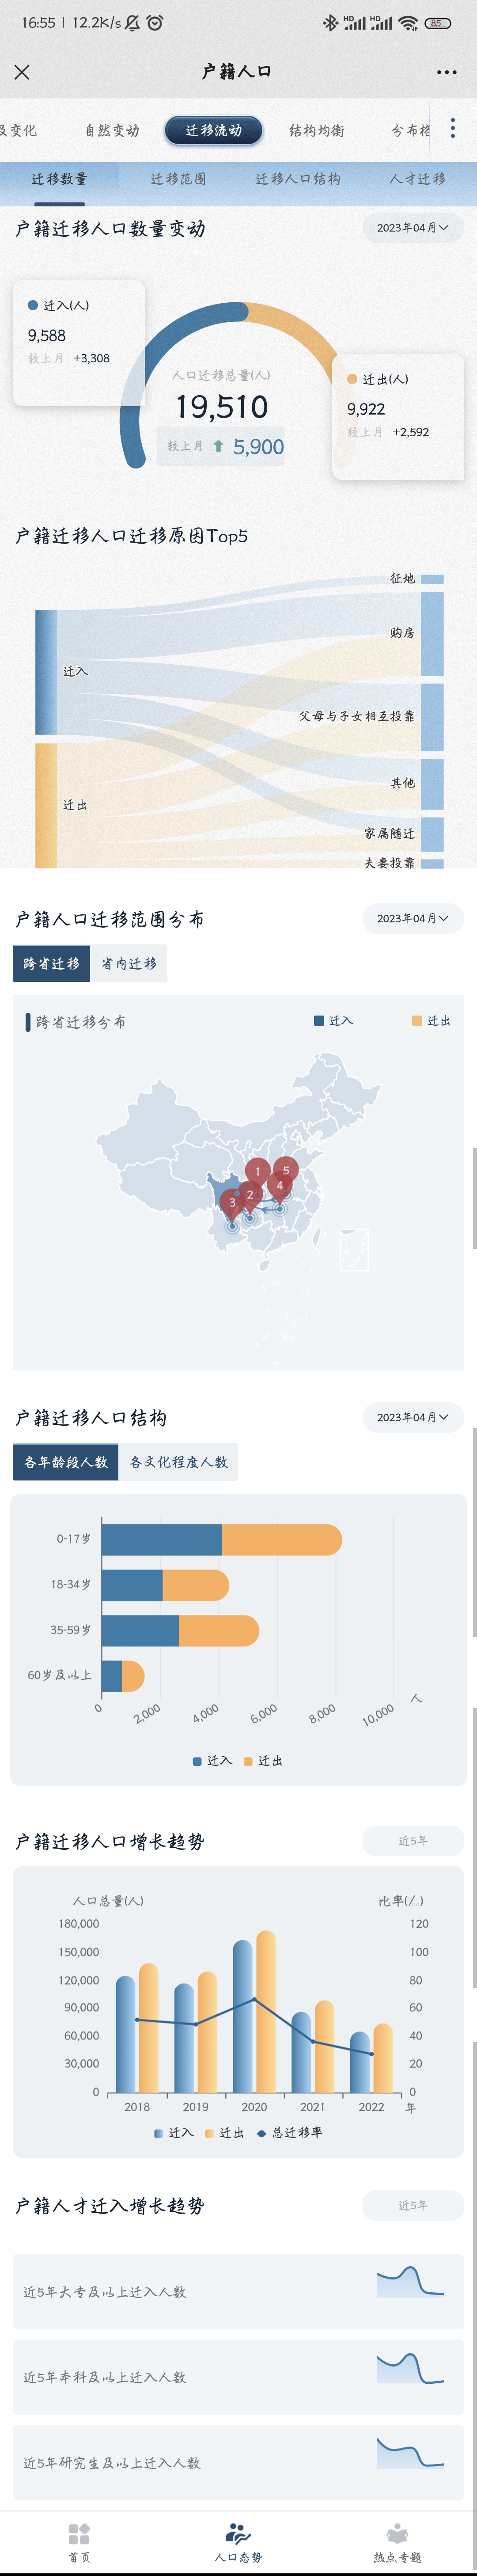 16:55 | 12.2K/s HD HD 85
户籍人口
及变化 自然变动 迁移流动 结构均衡 分布格
迁移数量 迁移范围 迁移人口结构 人才迁移
户籍迁移人口数量变动 2023年04月
迁入(人)
9,588
较上月 +3,308
人口迁移总量(人)
19,510
较上月 5,900
迁出(人)
9,922
较上月 +2,592
户籍迁移人口迁移原因Top5
征地
购房
迁入
父母与子女相互投靠
其他
迁出
家属随迁
夫妻投靠
户籍人口迁移范围分布 2023年04月
跨省迁移 省内迁移
跨省迁移分布 迁入 迁出
1 5
4
2
3
户籍迁移人口结构 2023年04月
各年龄段人数 各文化程度人数
0-17岁
18-34岁
35-59岁
60岁及以上
人
0 2,000 4,000 6,000 8,000 10,000
迁入 迁出
户籍迁移人口增长趋势 近5年
人口总量(人) 比率(‰)
180,000 120
150,000 100
120,000 80
90,000 60
60,000 40
30,000 20
0 0
2018 2019 2020 2021 2022 年
迁入 迁出 总迁移率
户籍人才迁入增长趋势 近5年
近5年大专及以上迁入人数
近5年本科及以上迁入人数
近5年研究生及以上迁入人数
首页 人口态势 热点专题